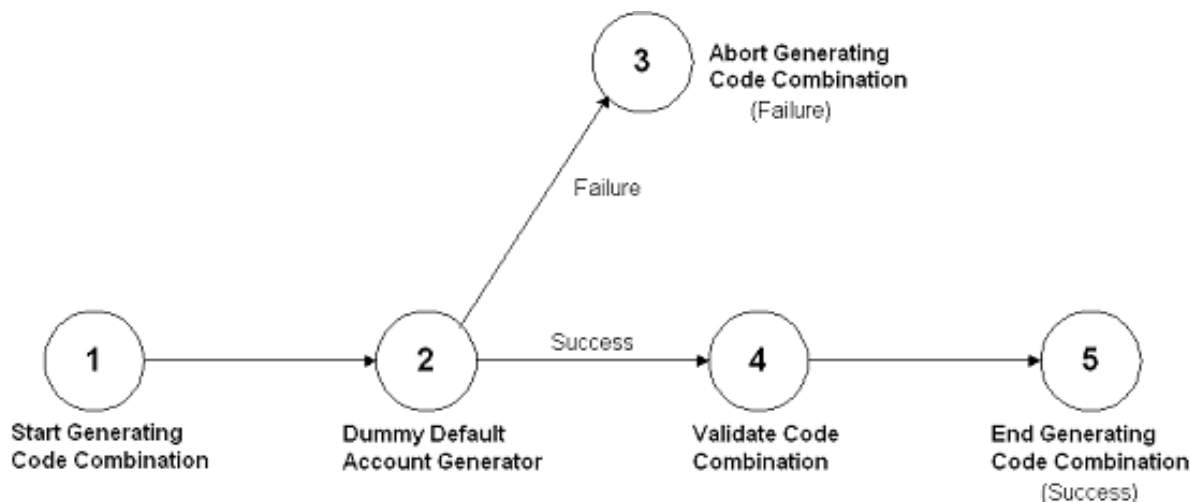 3
Abort Generating
Code Combination
(Failure)
Failure
Success
1
2
4
5
Start Generating
Code Combination
Dummy Default
Account Generator
Validate Code
Combination
End Generating
Code Combination
(Success)